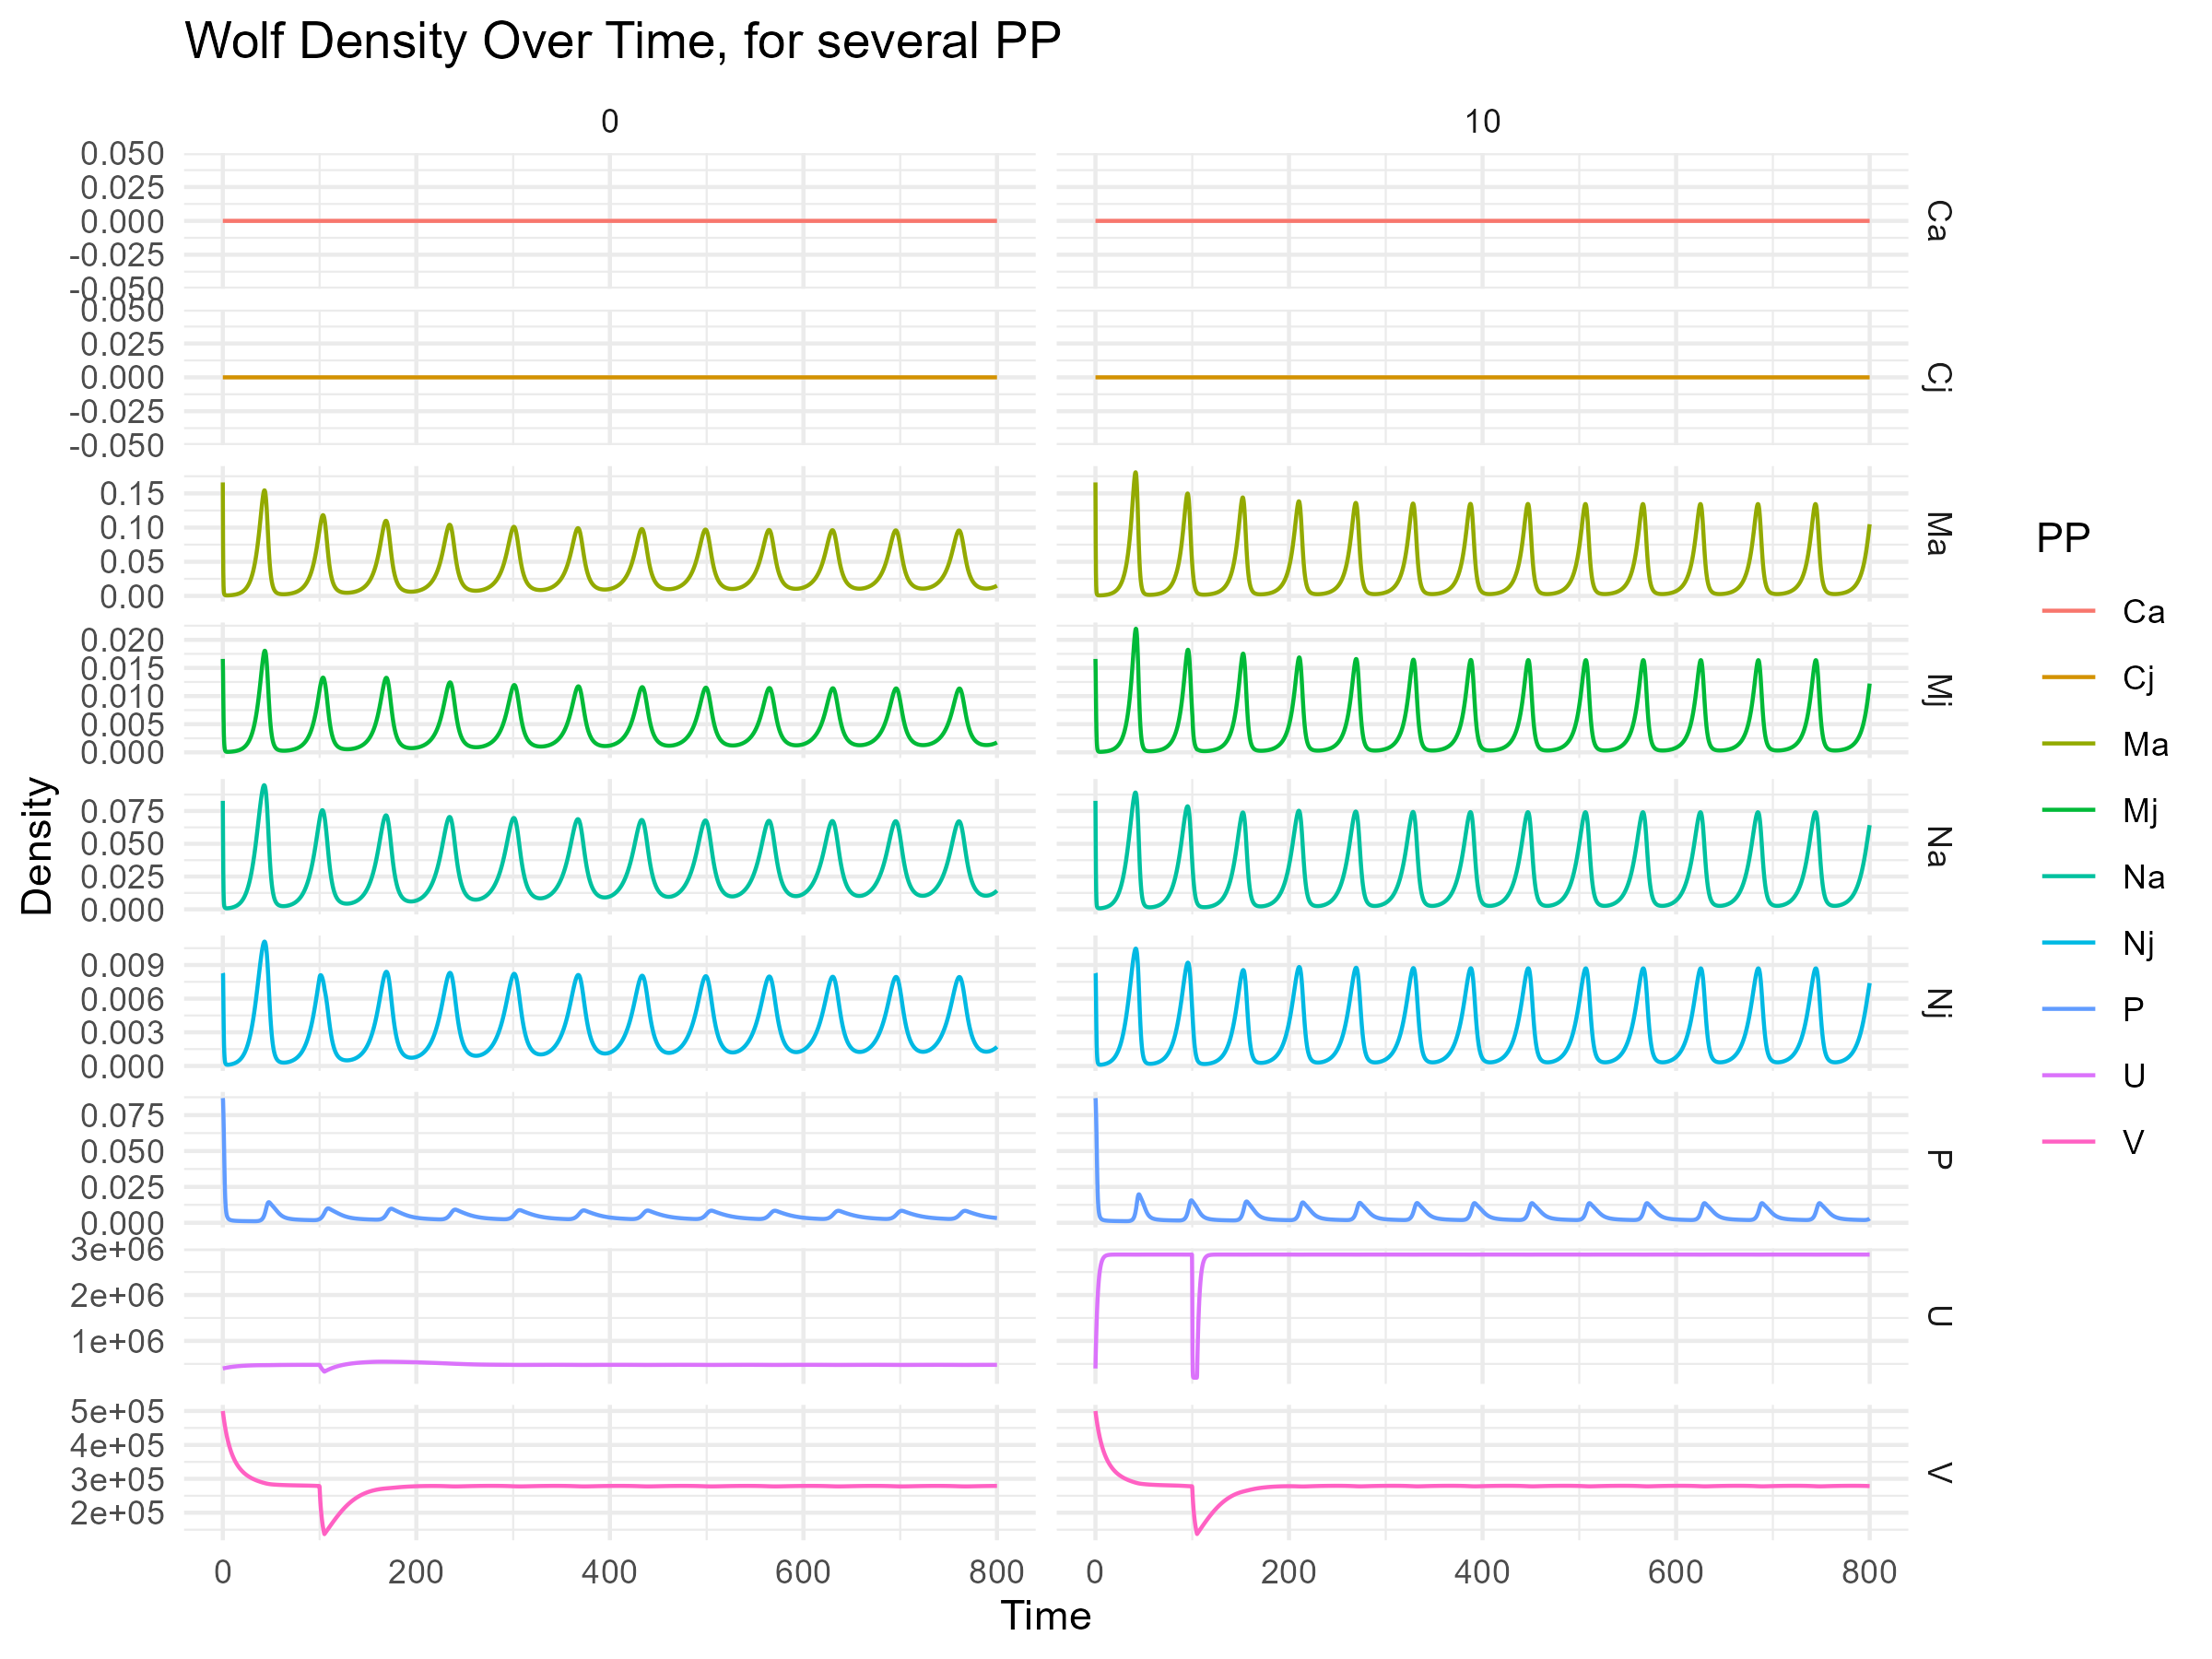 Wolf Density Over Time, for several PP
0 10
0.050
0.025
0.000
-0.025
-0.050
Ca
0.050
0.025
0.000
-0.025
-0.050
Cj
0.15
0.10
0.05
0.00
Ma
0.020
0.015
0.010
0.005
0.000
Mj
0.075
0.050
0.025
0.000
Na
0.009
0.006
0.003
0.000
Nj
0.075
0.050
0.025
0.000
P
3e+06
2e+06
1e+06
U
5e+05
4e+05
3e+05
2e+05
V
0 200 400 600 800 0 200 400 600 800
Time
Density
PP
Ca
Cj
Ma
Mj
Na
Nj
P
U
V